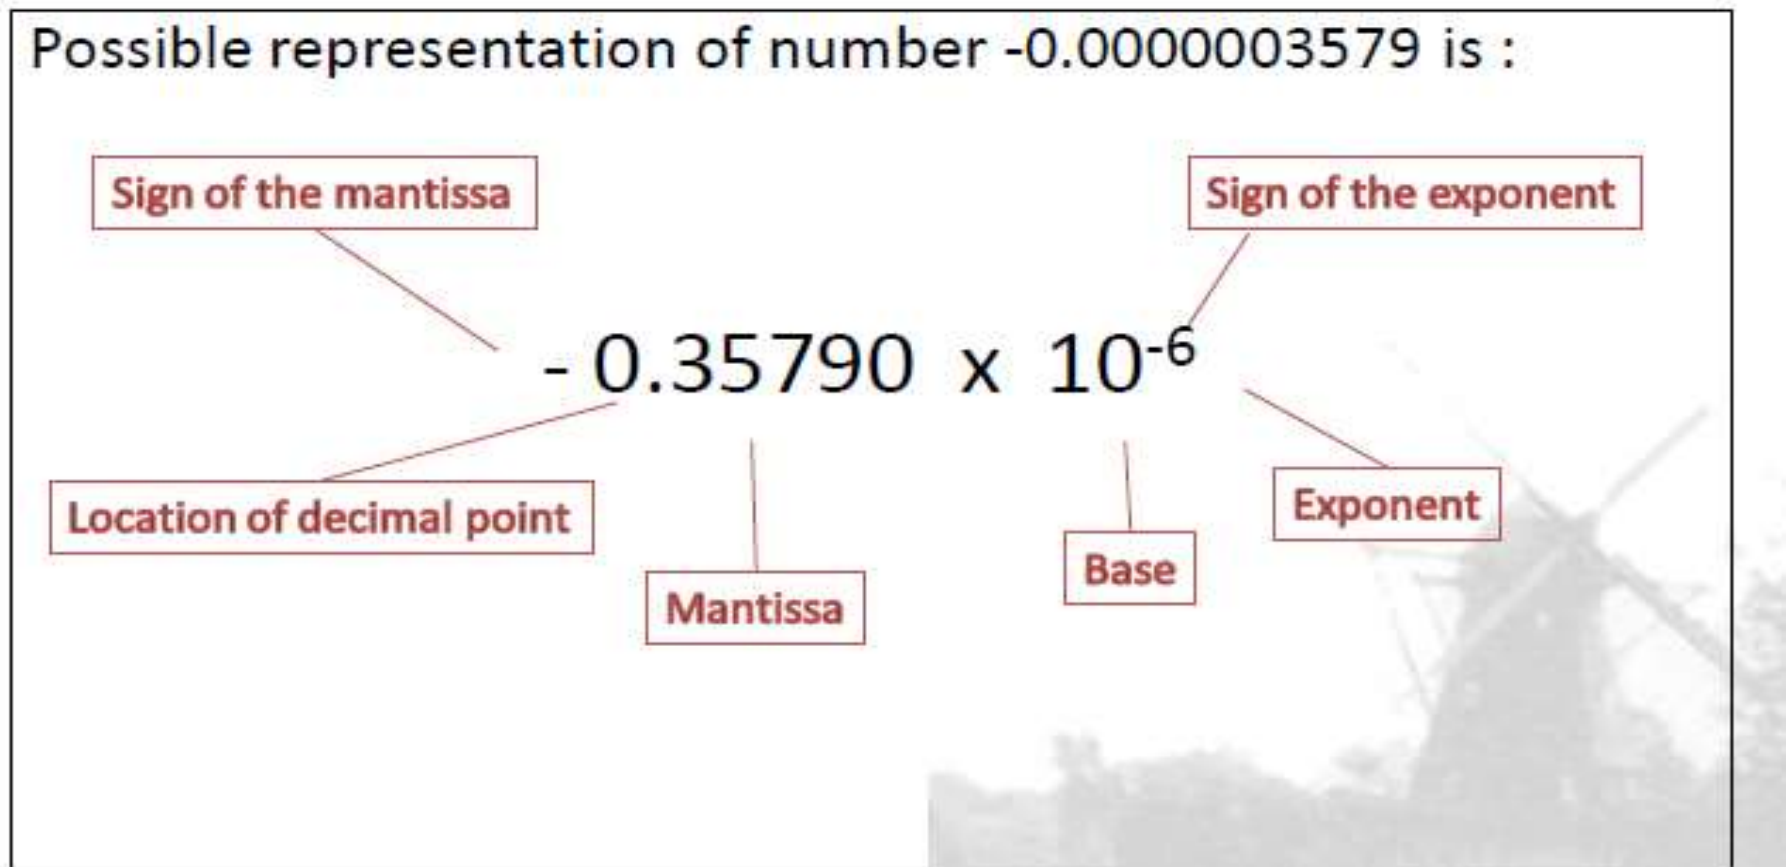 Possible representation of number -0.0000003579 is :
Sign of the mantissa
Sign of the exponent
- 0.35790 x 10⁻⁶
Location of decimal point
Mantissa
Base
Exponent